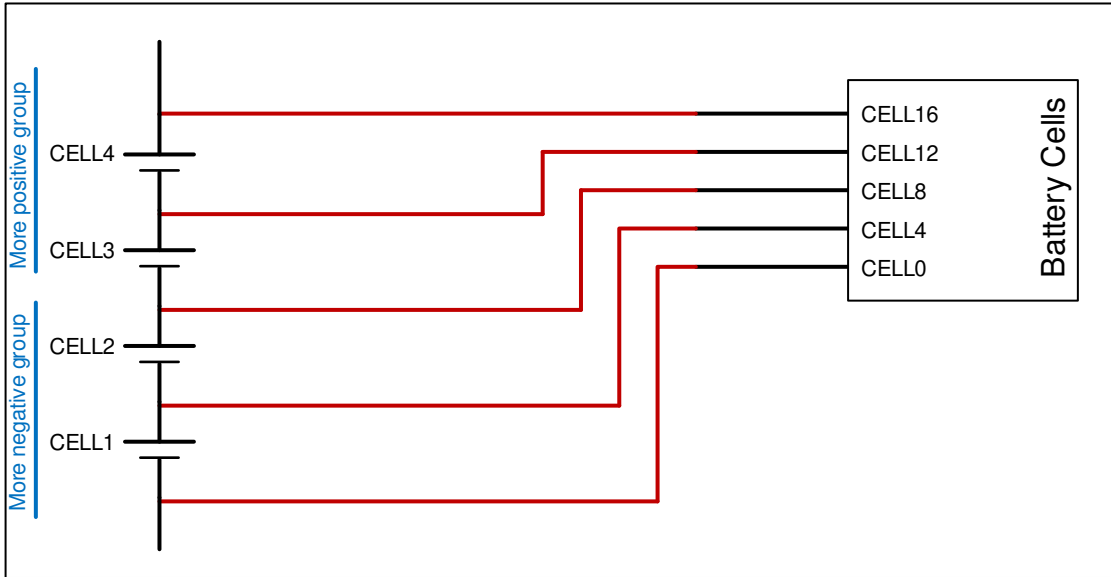 More positive group
CELL4
CELL3
More negative group
CELL2
CELL1
CELL16
CELL12
CELL8
CELL4
CELL0
Battery Cells